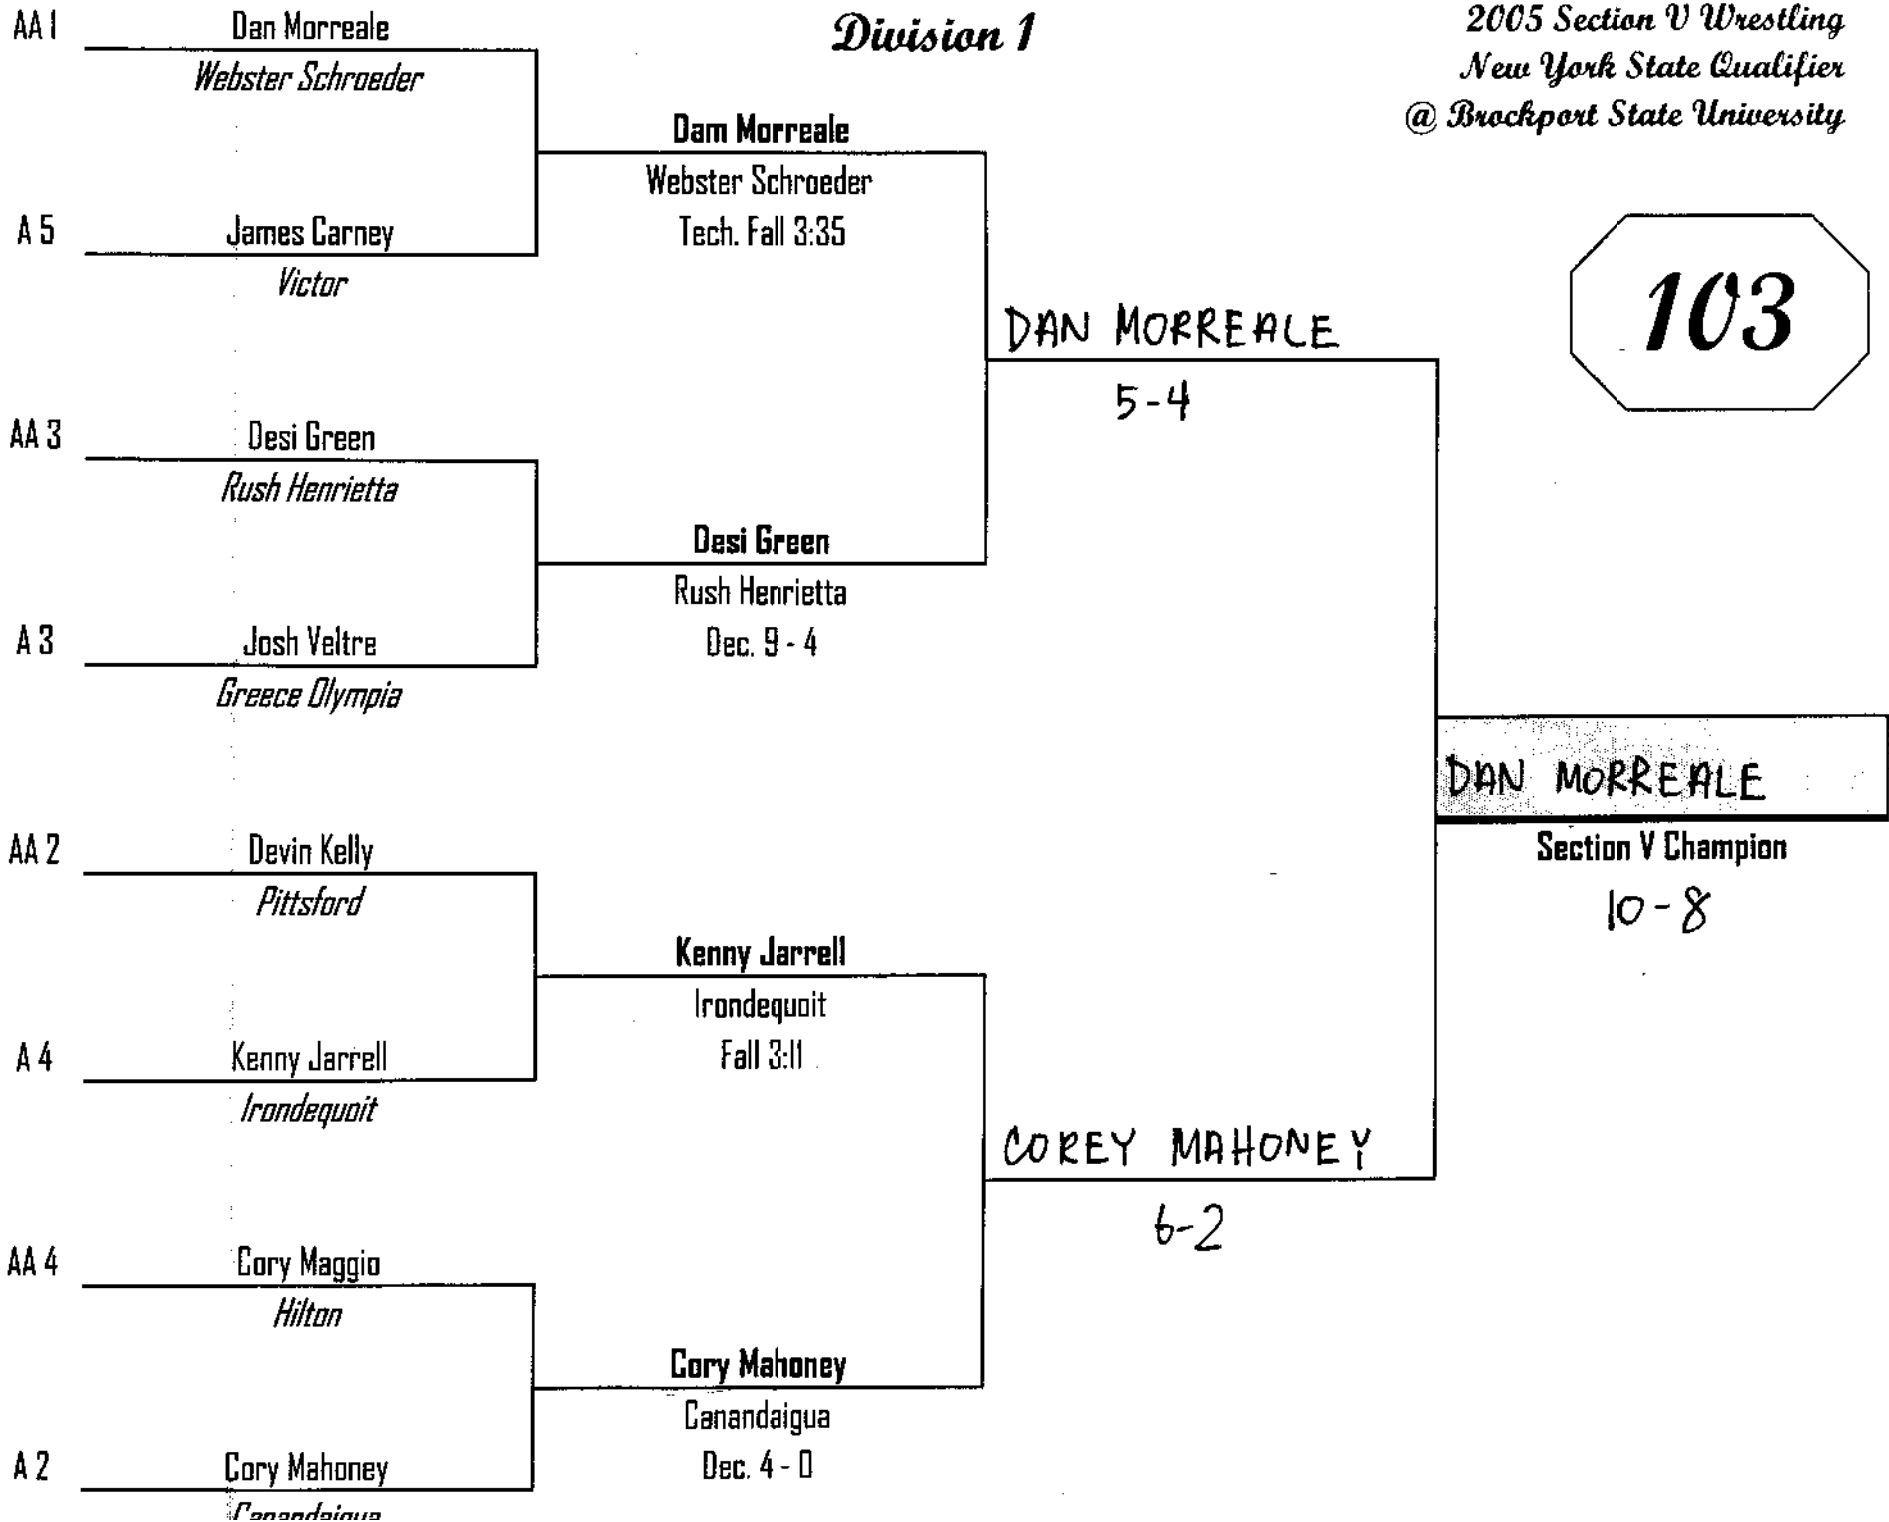 Division 1
2005 Section V Wrestling
New York State Qualifier
@ Brockport State University
103
AA 1
Dan Morreale
Webster Schroeder
A 5
James Carney
Victor
AA 3
Desi Green
Rush Henrietta
A 3
Josh Veltre
Greece Olympia
AA 2
Devin Kelly
Pittsford
A 4
Kenny Jarrell
Irondequoit
AA 4
Cory Maggio
Hilton
A 2
Cory Mahoney
Canandaigua
Dam Morreale
Webster Schroeder
Tech. Fall 3:35
Desi Green
Rush Henrietta
Dec. 9 - 4
Kenny Jarrell
Irondequoit
Fall 3:11
Cory Mahoney
Canandaigua
Dec. 4 - 0
DAN MORREALE
5-4
COREY MAHONEY
6-2
DAN MORREALE
Section V Champion
10-8